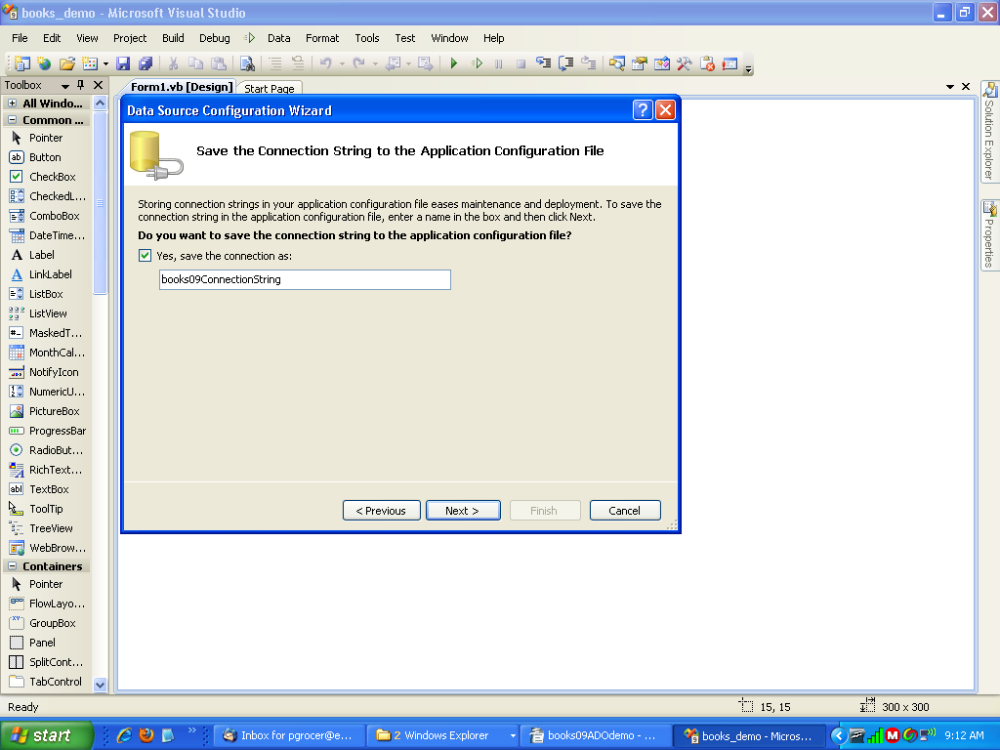 books_demo - Microsoft Visual Studio
File Edit View Project Build Debug Data Format Tools Test Window Help
Toolbox
Form1.vb [Design] Start Page
All Windo...
Common ...
Pointer
Button
CheckBox
CheckedL...
ComboBox
DateTime...
Label
LinkLabel
ListBox
ListView
MaskedT...
MonthCal...
NotifyIcon
NumericU...
PictureBox
ProgressBar
RadioBut...
RichText...
TextBox
ToolTip
TreeView
WebBrow...
Containers
Pointer
FlowLayo...
GroupBox
Panel
SplitCont...
TabControl
Data Source Configuration Wizard
Save the Connection String to the Application Configuration File
Storing connection strings in your application configuration file eases maintenance and deployment. To save the
connection string in the application configuration file, enter a name in the box and then click Next.
Do you want to save the connection string to the application configuration file?
Yes, save the connection as:
books09ConnectionString
< Previous Next > Finish Cancel
Solution Explorer
Properties
Ready 15, 15 300 x 300
start Inbox for pgrocer@e... 2 Windows Explorer books09ADOdemo - ... books_demo - Micros... 9:12 AM